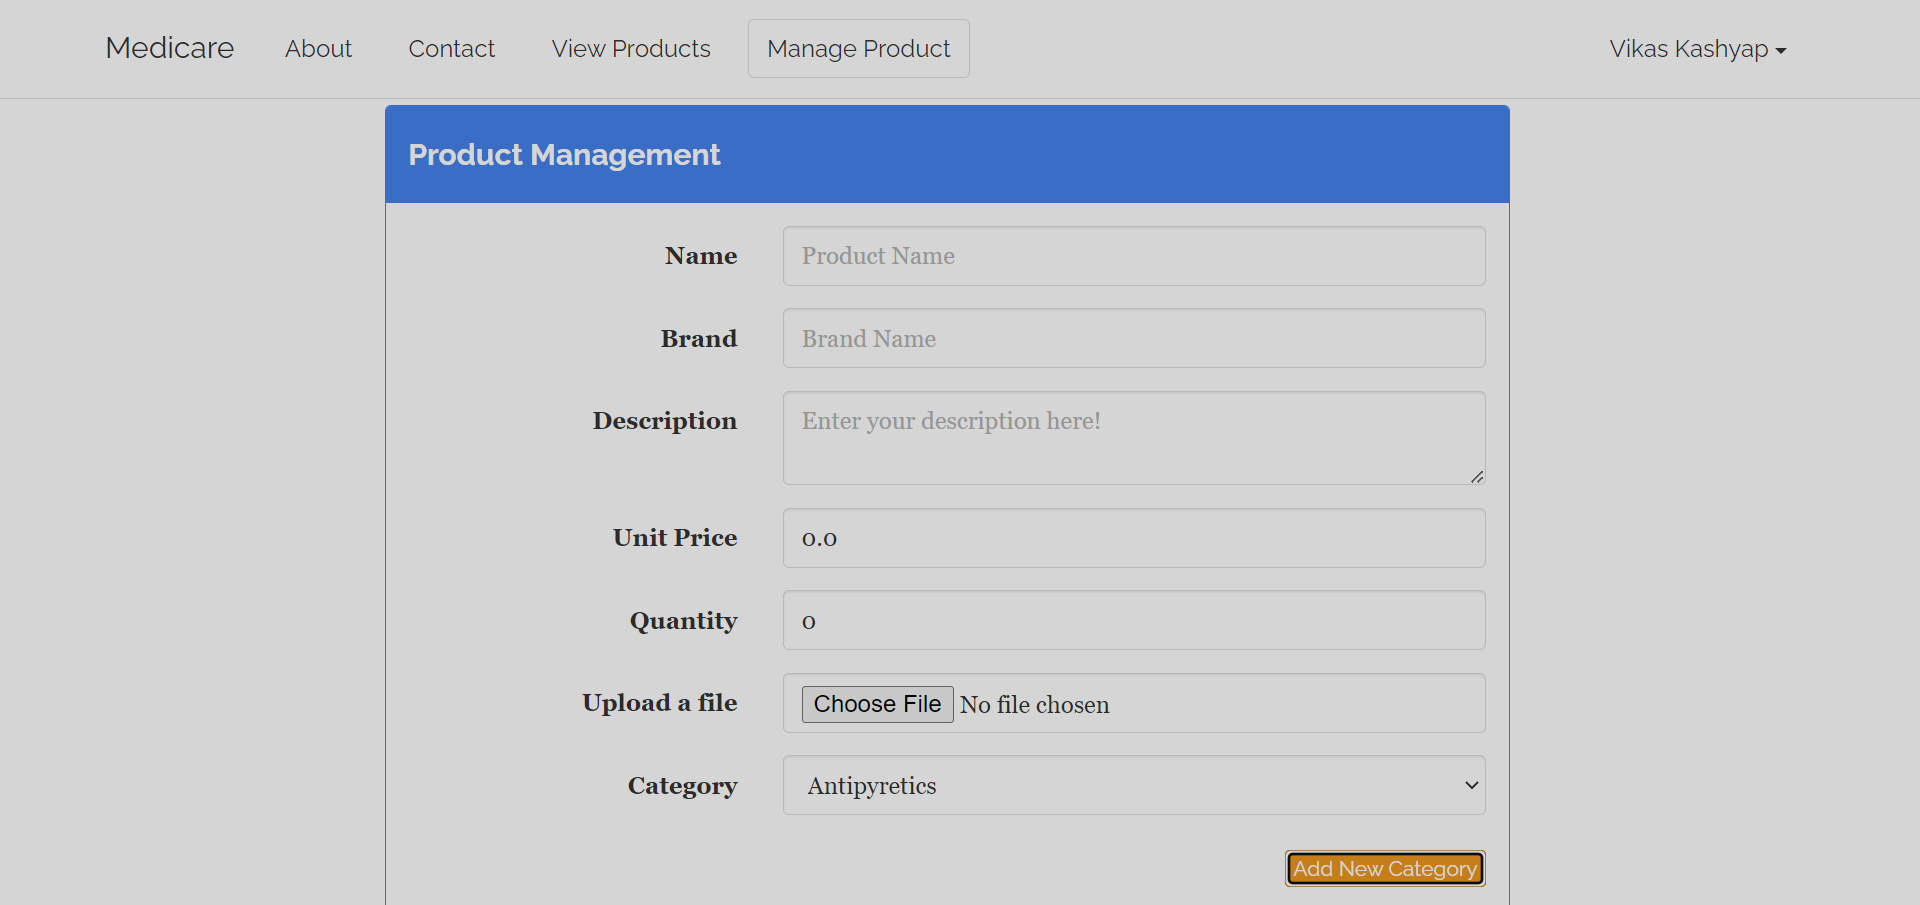 Medicare About Contact View Products Manage Product Vikas Kashyap
Product Management
Name Product Name
Brand Brand Name
Description Enter your description here!
Unit Price 0.0
Quantity 0
Upload a file Choose File No file chosen
Category Antipyretics
Add New Category